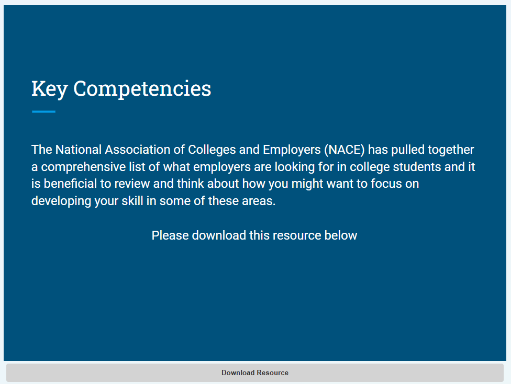 Key Competencies
The National Association of Colleges and Employers (NACE) has pulled together
a comprehensive list of what employers are looking for in college students and it
is beneficial to review and think about how you might want to focus on
developing your skill in some of these areas.
Please download this resource below
Download Resource